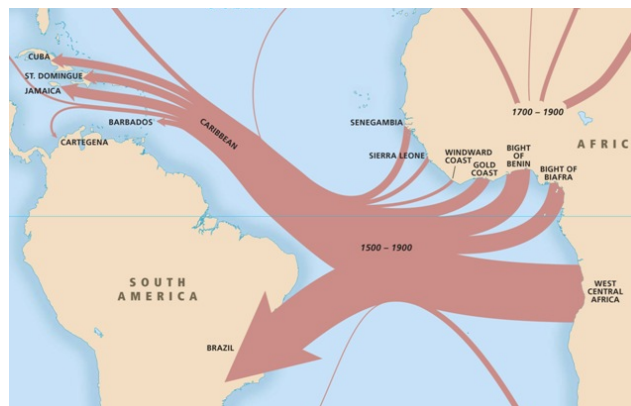 CUBA
ST. DOMINGUE
JAMAICA
BARBADOS
CARTEGENA
CARIBBEAN
SENEGAMBIA
SIERRA LEONE
WINDWARD
COAST
GOLD
COAST
BIGHT
OF
BENIN
BIGHT OF
BIAFRA
1700 – 1900
AFRIC
1500 – 1900
WEST
CENTRAL
AFRICA
SOUTH
AMERICA
BRAZIL